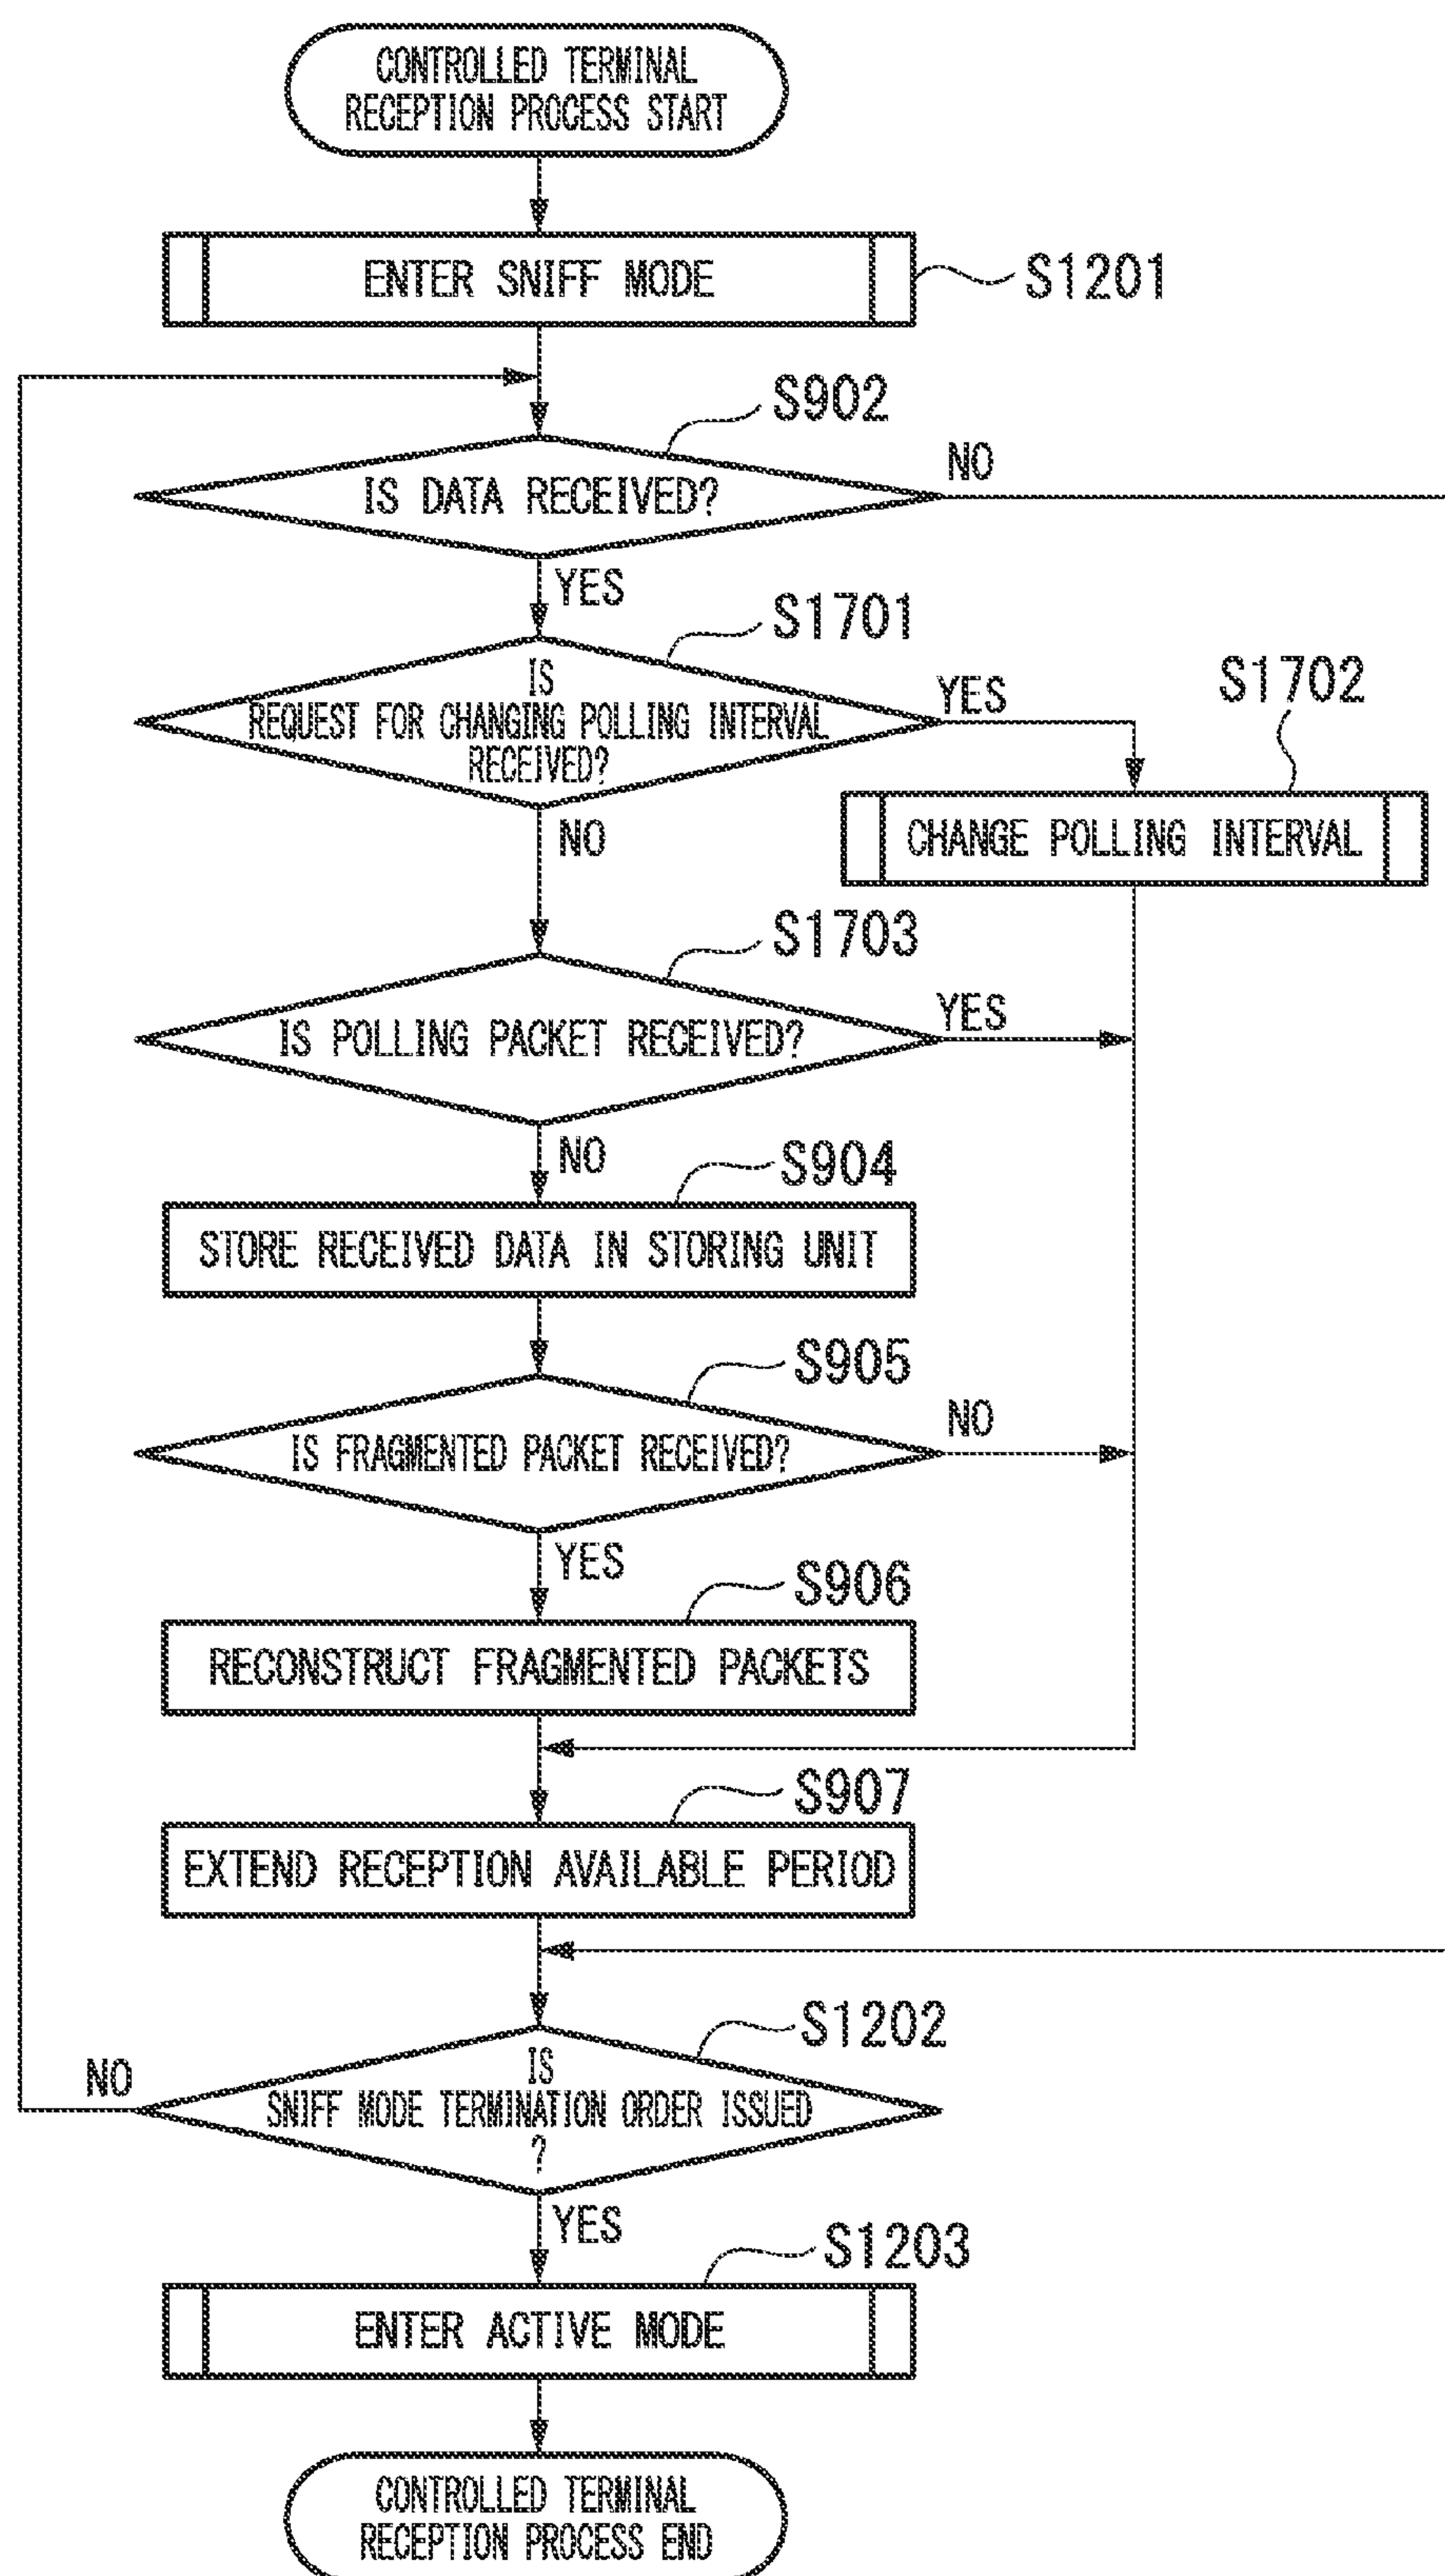 CONTROLLED TERMINAL
RECEPTION PROCESS START
ENTER SNIFF MODE
S1201
S902
IS DATA RECEIVED?
NO
YES
S1701
IS
REQUEST FOR CHANGING POLLING INTERVAL
RECEIVED?
YES
S1702
CHANGE POLLING INTERVAL
NO
S1703
IS POLLING PACKET RECEIVED?
YES
NO
S904
STORE RECEIVED DATA IN STORING UNIT
S905
IS FRAGMENTED PACKET RECEIVED?
NO
YES
S906
RECONSTRUCT FRAGMENTED PACKETS
S907
EXTEND RECEPTION AVAILABLE PERIOD
S1202
IS
SNIFF MODE TERMINATION ORDER ISSUED
?
NO
YES
S1203
ENTER ACTIVE MODE
CONTROLLED TERMINAL
RECEPTION PROCESS END